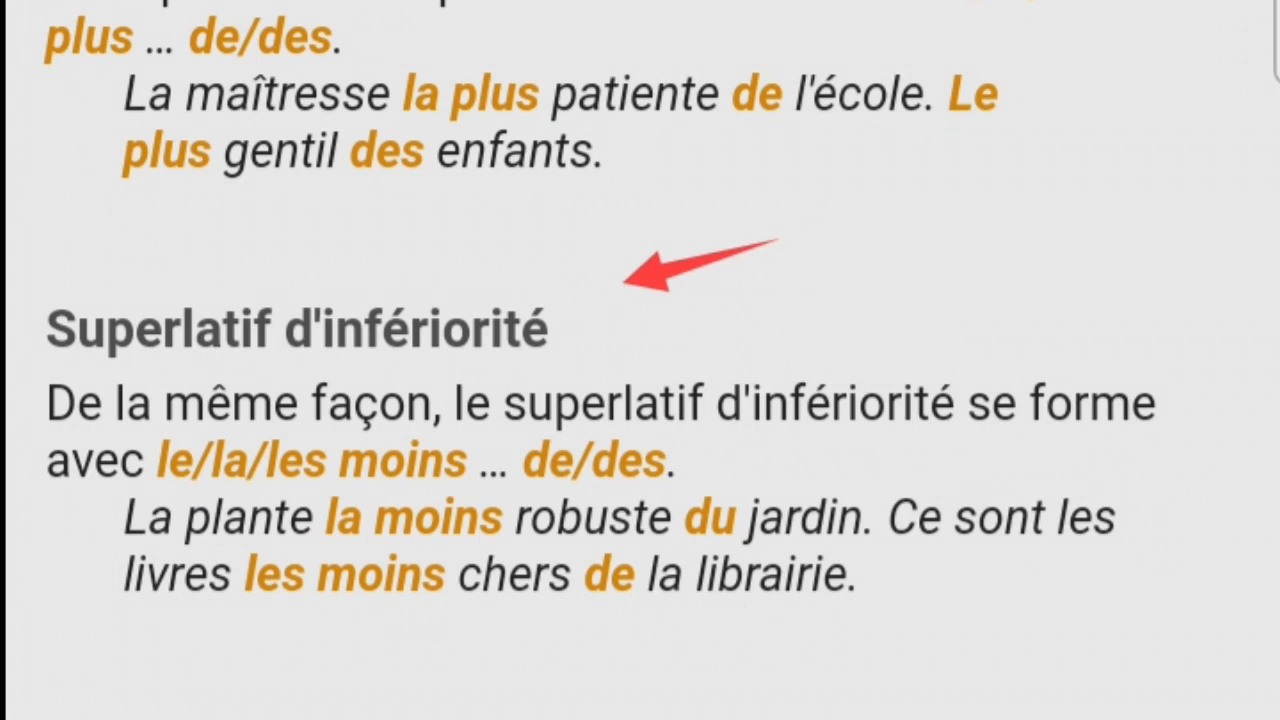 plus ... de/des.
La maîtresse la plus patiente de l'école. Le
plus gentil des enfants.
Superlatif d'infériorité
De la même façon, le superlatif d'infériorité se forme
avec le/la/les moins ... de/des.
La plante la moins robuste du jardin. Ce sont les
livres les moins chers de la librairie.